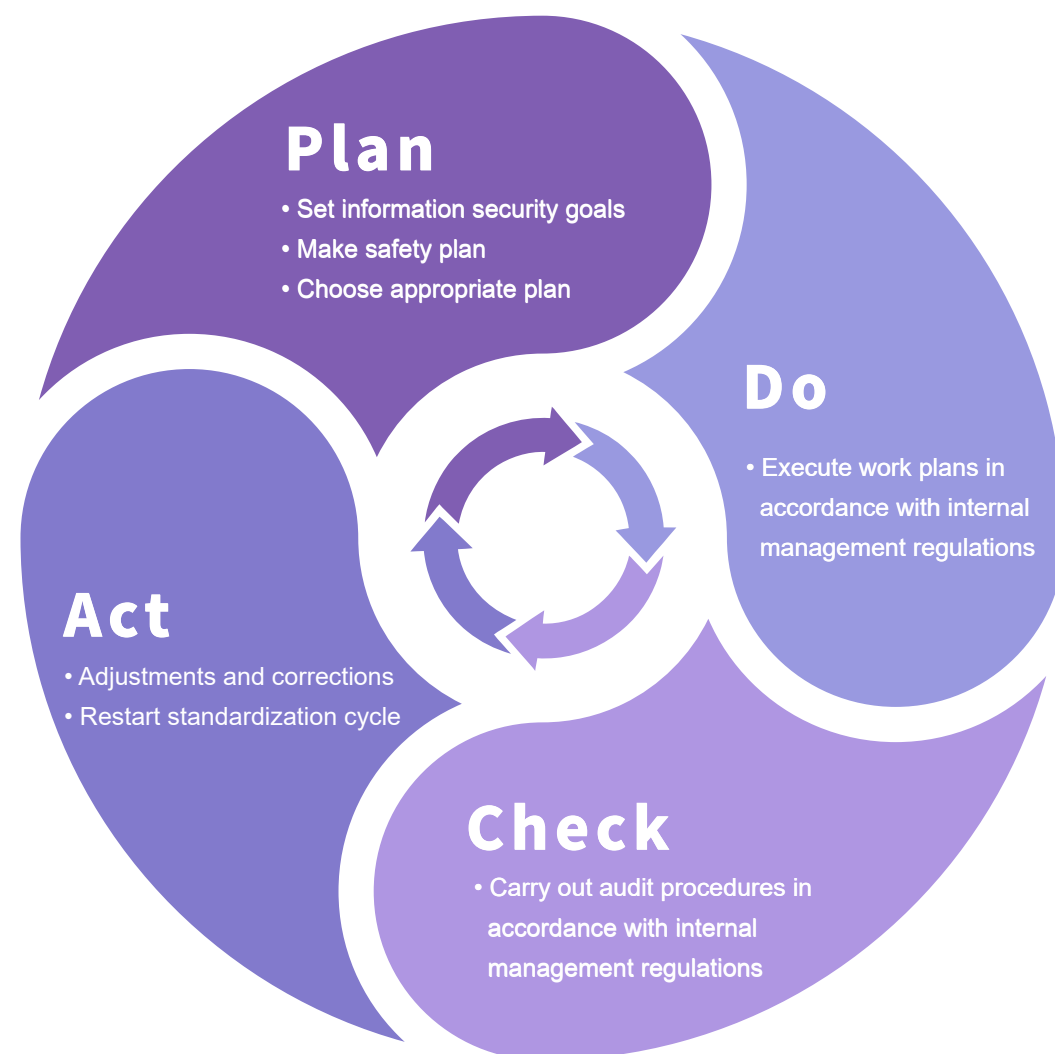 Plan
• Set information security goals
• Make safety plan
• Choose appropriate plan
Do
• Execute work plans in
accordance with internal
management regulations
Check
• Carry out audit procedures in
accordance with internal
management regulations
Act
• Adjustments and corrections
• Restart standardization cycle